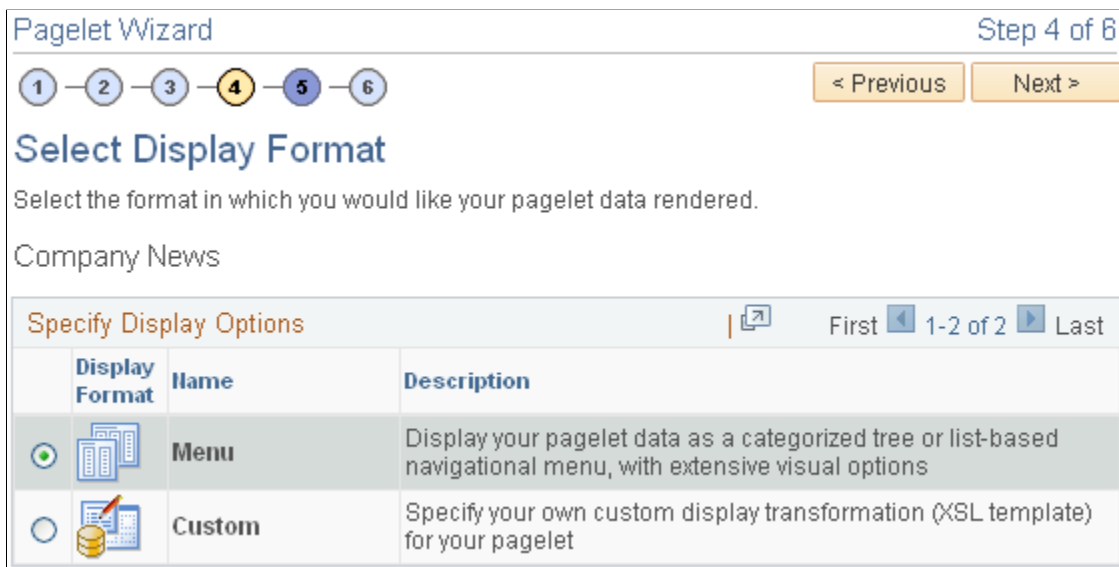 Pagelet Wizard Step 4 of 6
1 2 3 4 5 6 < Previous Next >
Select Display Format
Select the format in which you would like your pagelet data rendered.
Company News
Specify Display Options | First 1-2 of 2 Last
Display Format Name Description
Menu Display your pagelet data as a categorized tree or list-based
navigational menu, with extensive visual options
Custom Specify your own custom display transformation (XSL template)
for your pagelet